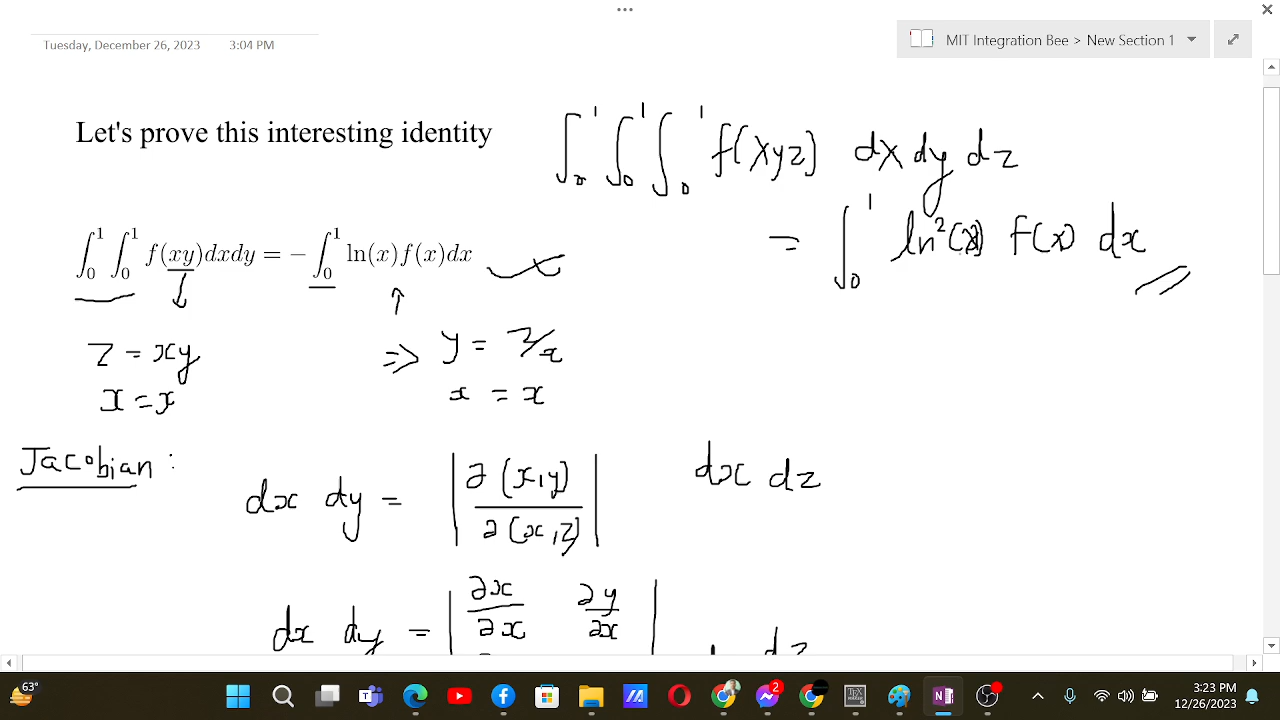 Tuesday, December 26, 2023 3:04 PM
MIT Integration Bee > New Section 1
Let's prove this interesting identity
∫₀¹ ∫₀¹ ∫₀¹ f(xyz) dx dy dz
= ∫₀¹ ln²(x) f(x) dx
∫₀¹ ∫₀¹ f(xy)dxdy = − ∫₀¹ ln(x)f(x)dx
z = xy ⇒ y = z/x
x = x x = x
Jacobian :
dx dy = |∂(x,y)/∂(x,z)| dx dz
dx dy = | ∂x/∂x ∂y/∂x | dz
63°
2
3:23 PM
12/26/2023